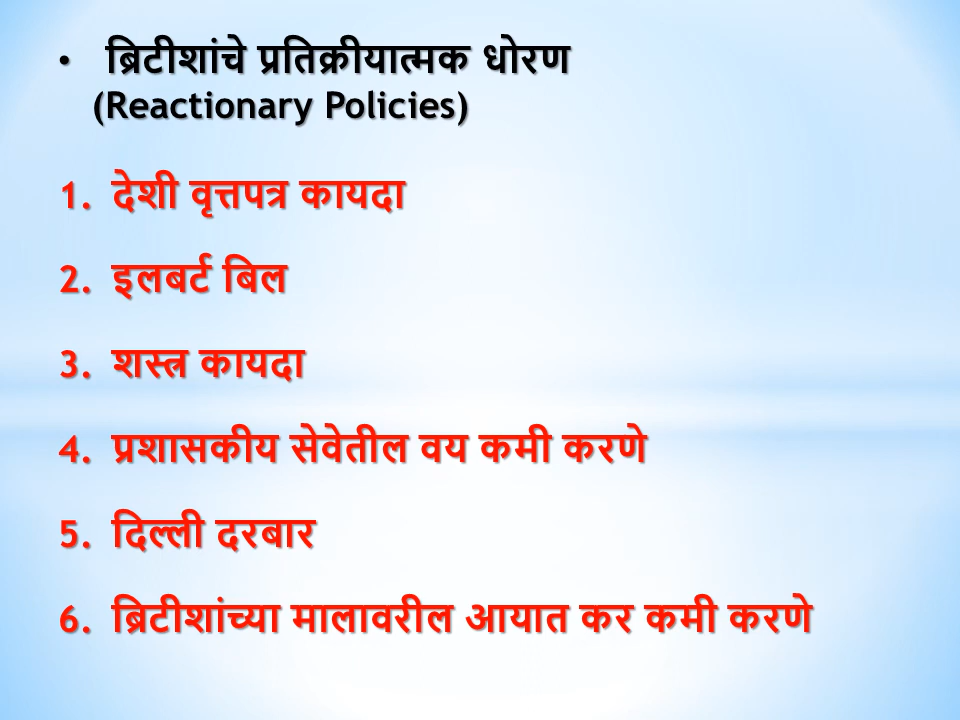 • ब्रिटीशांचे प्रतिक्रीयात्मक धोरण
(Reactionary Policies)
1. देशी वृत्तपत्र कायदा
2. इलबर्ट बिल
3. शस्त्र कायदा
4. प्रशासकीय सेवेतील वय कमी करणे
5. दिल्ली दरबार
6. ब्रिटीशांच्या मालावरील आयात कर कमी करणे